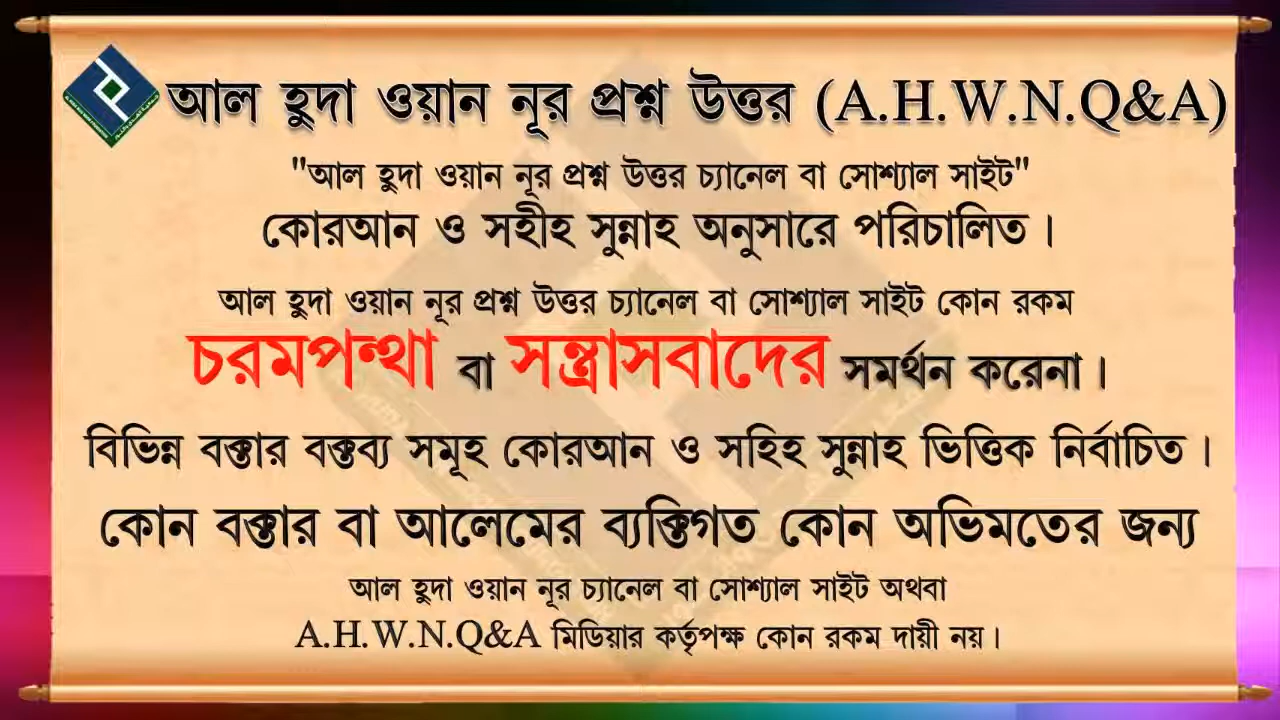 আল হুদা ওয়ান নূর প্রশ্ন উত্তর (A.H.W.N.Q&A)
"আল হুদা ওয়ান নূর প্রশ্ন উত্তর চ্যানেল বা সোশ্যাল সাইট"
কোরআন ও সহীহ সুন্নাহ অনুসারে পরিচালিত ।
আল হুদা ওয়ান নূর প্রশ্ন উত্তর চ্যানেল বা সোশ্যাল সাইট কোন রকম
চরমপন্থা বা সন্ত্রাসবাদের সমর্থন করেনা ।
বিভিন্ন বক্তার বক্তব্য সমূহ কোরআন ও সহিহ সুন্নাহ ভিত্তিক নির্বাচিত ।
কোন বক্তার বা আলেমের ব্যক্তিগত কোন অভিমতের জন্য
আল হুদা ওয়ান নূর চ্যানেল বা সোশ্যাল সাইট অথবা
A.H.W.N.Q&A মিডিয়ার কর্তৃপক্ষ কোন রকম দায়ী নয় ।